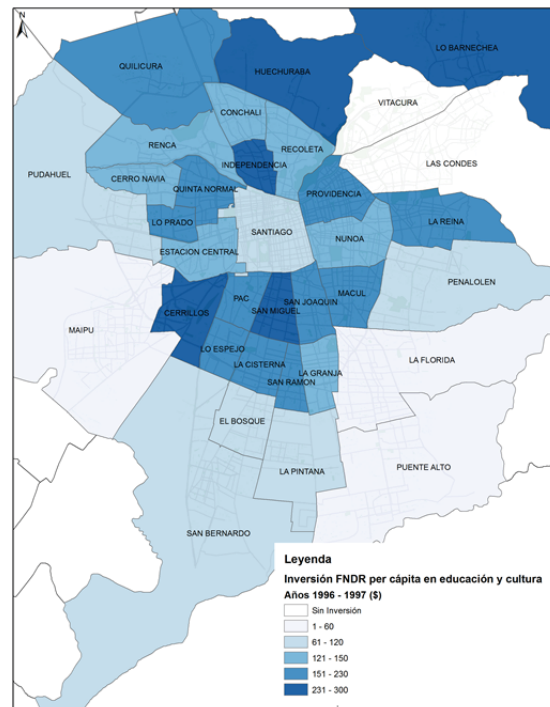 N
LO BARNECHEA
QUILICURA
HUECHURABA
VITACURA
CONCHALI
RENCA
RECOLETA
INDEPENDENCIA
LAS CONDES
PUDAHUEL
CERRO NAVIA
QUINTA NORMAL
PROVIDENCIA
LO PRADO
LA REINA
SANTIAGO
NUNOA
ESTACION CENTRAL
PENALOLEN
MACUL
PAC
SAN JOAQUIN
CERRILLOS
SAN MIGUEL
MAIPU
LO ESPEJO
LA FLORIDA
LA CISTERNA
LA GRANJA
SAN RAMON
EL BOSQUE
PUENTE ALTO
LA PINTANA
SAN BERNARDO
Leyenda
Inversión FNDR per cápita en educación y cultura
Años 1996 - 1997 ($)
Sin Inversión
1 - 60
61 - 120
121 - 150
151 - 230
231 - 300